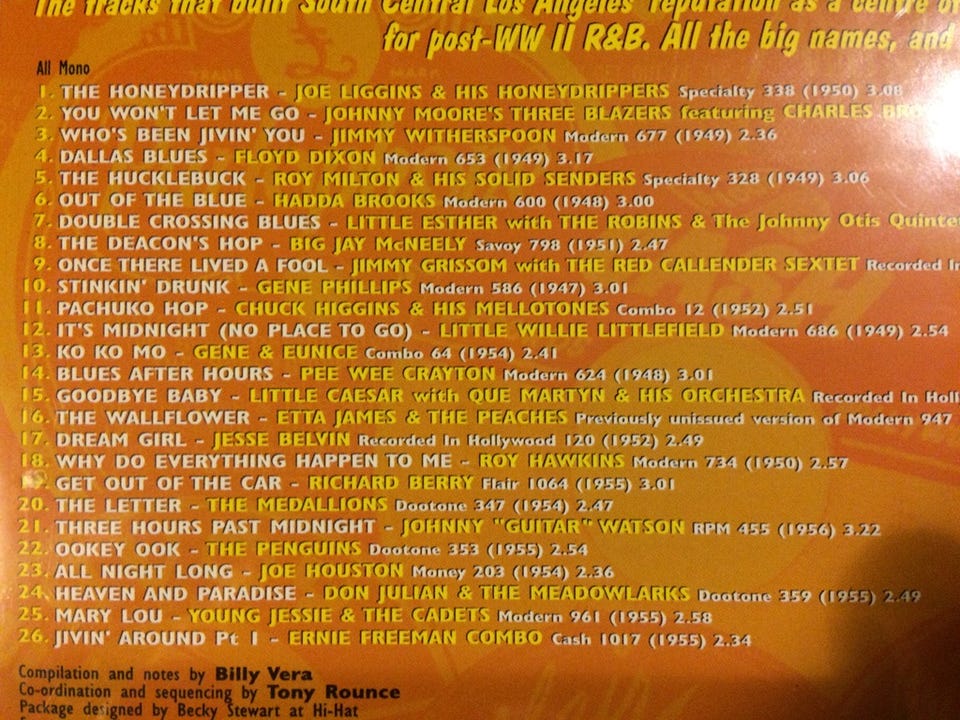 The tracks that built South Central Los Angeles' reputation as a centre of
for post-WW II R&B. All the big names, and
All Mono
1. THE HONEYDRIPPER - JOE LIGGINS & HIS HONEYDRIPPERS Specialty 338 (1950) 3.08
2. YOU WON'T LET ME GO - JOHNNY MOORE'S THREE BLAZERS featuring CHARLES
3. WHO'S BEEN JIVIN' YOU - JIMMY WITHERSPOON Modern 677 (1949) 2.36
4. DALLAS BLUES - FLOYD DIXON Modern 653 (1949) 3.17
5. THE HUCKLEBUCK - ROY MILTON & HIS SOLID SENDERS Specialty 328 (1949) 3.06
6. OUT OF THE BLUE - HADDA BROOKS Modern 600 (1948) 3.00
7. DOUBLE CROSSING BLUES - LITTLE ESTHER with THE ROBINS & The Johnny Otis Quinte
8. THE DEACON'S HOP - BIG JAY McNEELY Savoy 798 (1951) 2.47
9. ONCE THERE LIVED A FOOL - JIMMY GRISSOM with THE RED CALLENDER SEXTET Recorded In
10. STINKIN' DRUNK - GENE PHILLIPS Modern 586 (1947) 3.01
11. PACHUKO HOP - CHUCK HIGGINS & HIS MELLOTONES Combo 12 (1952) 2.51
12. IT'S MIDNIGHT (NO PLACE TO GO) - LITTLE WILLIE LITTLEFIELD Modern 686 (1949) 2.54
13. KO KO MO - GENE & EUNICE Combo 64 (1954) 2.41
14. BLUES AFTER HOURS - PEE WEE CRAYTON Modern 624 (1948) 3.01
15. GOODBYE BABY - LITTLE CAESAR with QUE MARTYN & HIS ORCHESTRA Recorded In Holl
16. THE WALLFLOWER - ETTA JAMES & THE PEACHES Previously unissued version of Modern 947
17. DREAM GIRL - JESSE BELVIN Recorded In Hollywood 120 (1952) 2.49
18. WHY DO EVERYTHING HAPPEN TO ME - ROY HAWKINS Modern 734 (1950) 2.57
19. GET OUT OF THE CAR - RICHARD BERRY Flair 1064 (1955) 3.01
20. THE LETTER - THE MEDALLIONS Dootone 347 (1954) 2.47
21. THREE HOURS PAST MIDNIGHT - JOHNNY "GUITAR" WATSON RPM 455 (1956) 3.22
22. OOKEY OOK - THE PENGUINS Dootone 353 (1955) 2.54
23. ALL NIGHT LONG - JOE HOUSTON Money 203 (1954) 2.36
24. HEAVEN AND PARADISE - DON JULIAN & THE MEADOWLARKS Dootone 359 (1955) 2.49
25. MARY LOU - YOUNG JESSIE & THE CADETS Modern 961 (1955) 2.58
26. JIVIN' AROUND Pt 1 - ERNIE FREEMAN COMBO Cash 1017 (1955) 2.34
Compilation and notes by Billy Vera
Co-ordination and sequencing by Tony Rounce
Package designed by Becky Stewart at Hi-Hat